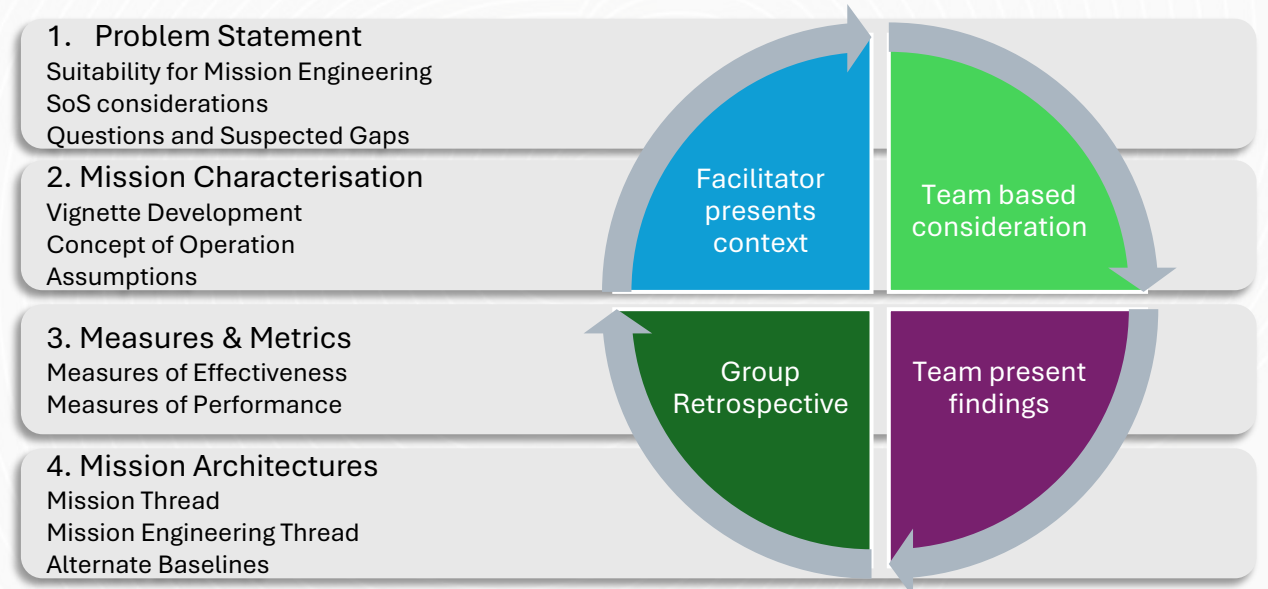 1. Problem Statement
Suitability for Mission Engineering
SoS considerations
Questions and Suspected Gaps
2. Mission Characterisation
Vignette Development
Concept of Operation
Assumptions
3. Measures & Metrics
Measures of Effectiveness
Measures of Performance
4. Mission Architectures
Mission Thread
Mission Engineering Thread
Alternate Baselines
Facilitator
presents
context
Team based
consideration
Team present
findings
Group
Retrospective